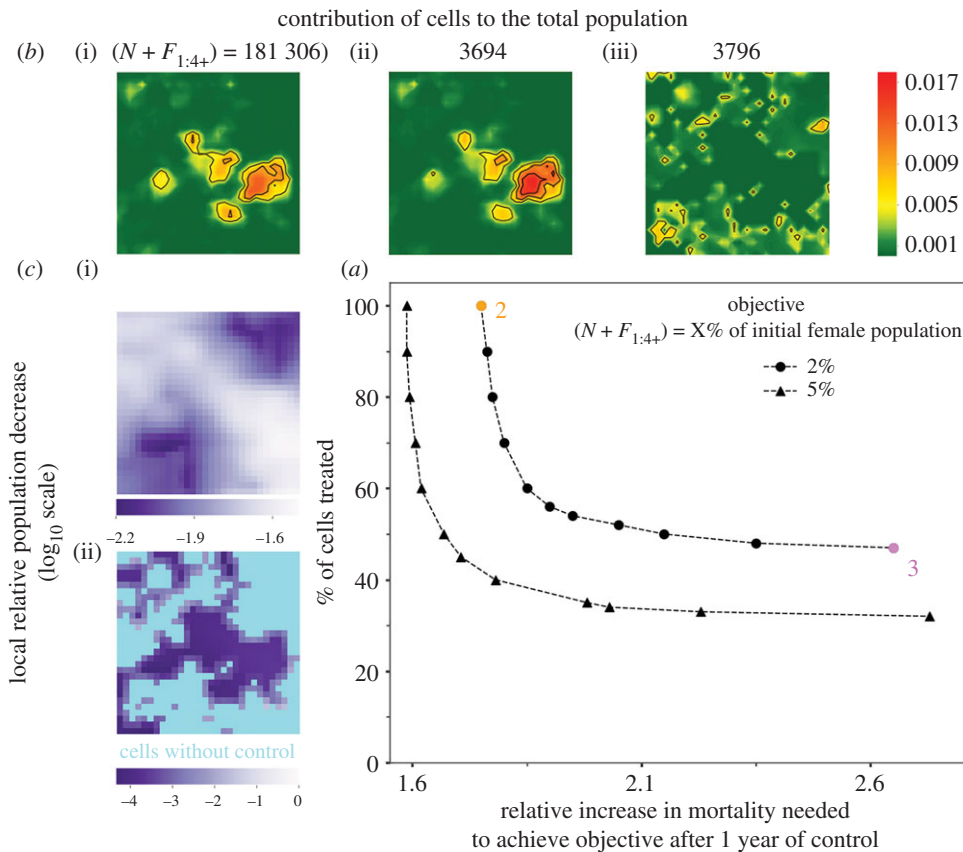 contribution of cells to the total population
(b) (i) (N + F1:4+) = 181 306) (ii) 3694 (iii) 3796
0.017
0.013
0.009
0.005
0.001
(c) (i) (a)
local relative population decrease
(log10 scale)
−2.2 −1.9 −1.6
(ii)
cells without control
−4 −3 −2 −1 0
% of cells treated
100
80
60
40
20
0
2
objective
(N + F1:4+) = X% of initial female population
2%
5%
3
1.6 2.1 2.6
relative increase in mortality needed
to achieve objective after 1 year of control